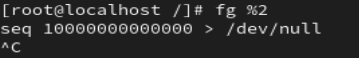 [root@localhost /]# fg %2
seq 10000000000000 > /dev/null
^C